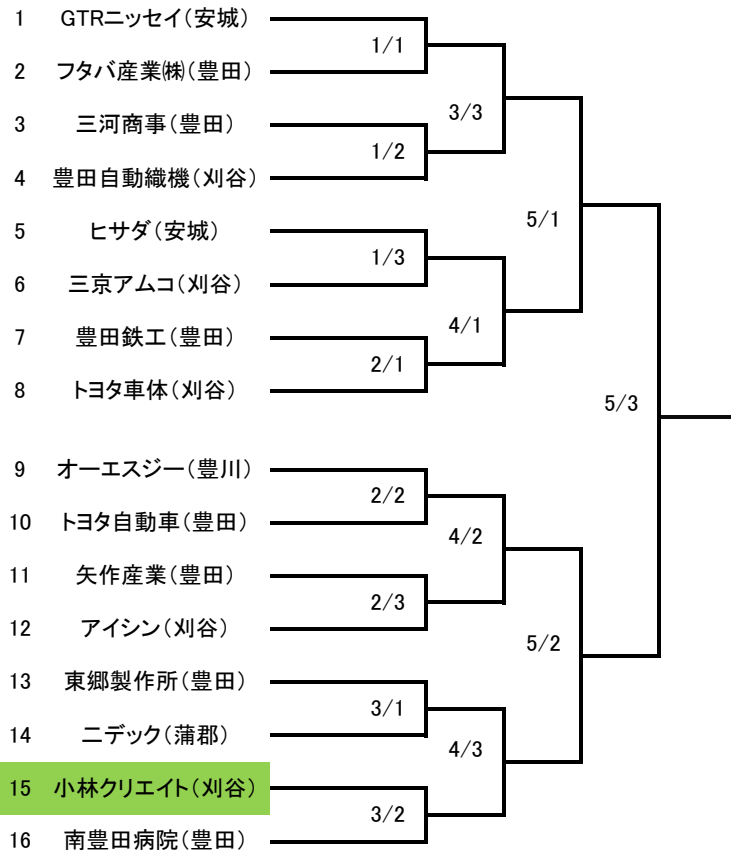 1 GTRニッセイ(安城)
1/1
2 フタバ産業㈱(豊田)
3/3
3 三河商事(豊田)
1/2
4 豊田自動織機(刈谷)
5/1
5 ヒサダ(安城)
1/3
6 三京アムコ(刈谷)
4/1
7 豊田鉄工(豊田)
2/1
8 トヨタ車体(刈谷)
5/3
9 オーエスジー(豊川)
2/2
10 トヨタ自動車(豊田)
4/2
11 矢作産業(豊田)
2/3
12 アイシン(刈谷)
5/2
13 東郷製作所(豊田)
3/1
14 ニデック(蒲郡)
4/3
15 小林クリエイト(刈谷)
3/2
16 南豊田病院(豊田)